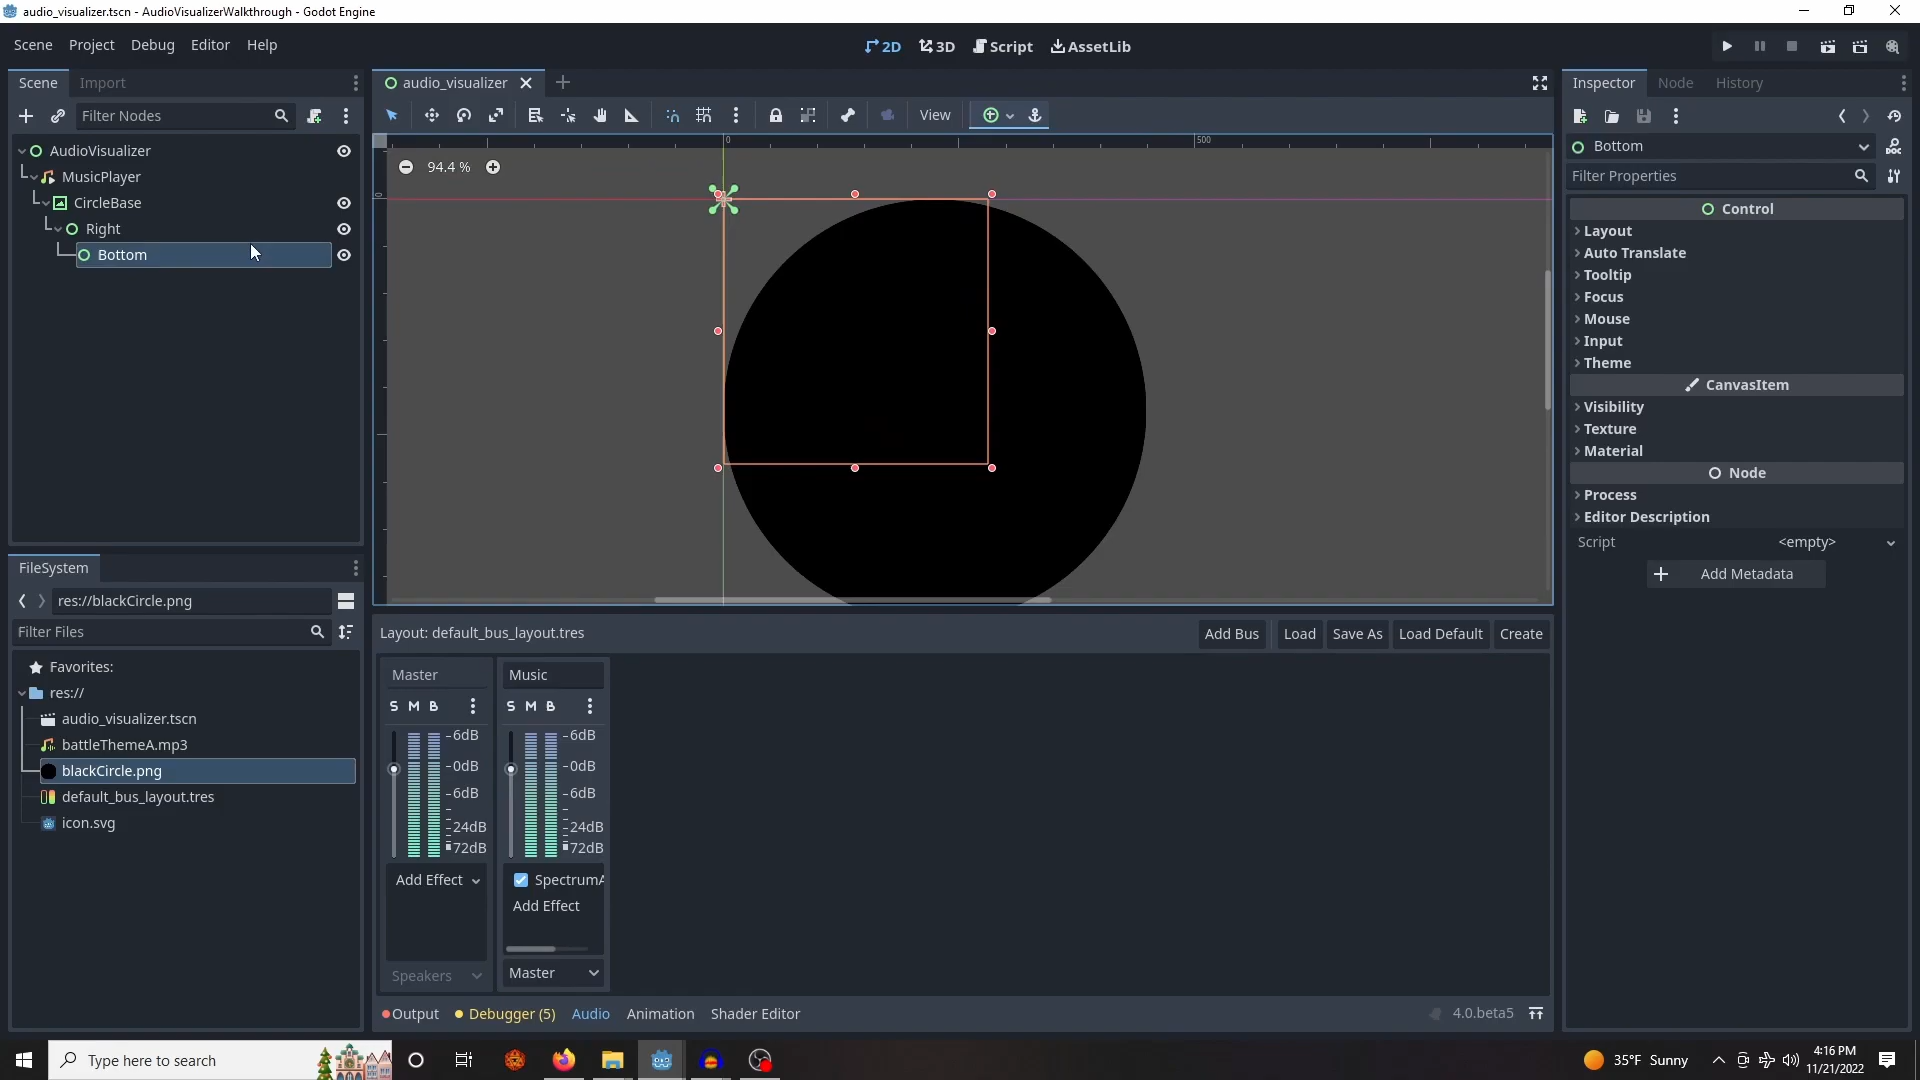 audio_visualizer.tscn - AudioVisualizerWalkthrough - Godot Engine
Scene Project Debug Editor Help
2D 3D Script AssetLib
Scene Import
audio_visualizer
Inspector Node History
Filter Nodes
View
AudioVisualizer
MusicPlayer
CircleBase
Right
Bottom
94.4 %
0
500
0
Bottom
Filter Properties
Control
Layout
Auto Translate
Tooltip
Focus
Mouse
Input
Theme
CanvasItem
Visibility
Texture
Material
Node
Process
Editor Description
Script <empty>
Add Metadata
FileSystem
res://blackCircle.png
Filter Files
Favorites:
res://
audio_visualizer.tscn
battleThemeA.mp3
blackCircle.png
default_bus_layout.tres
icon.svg
Layout: default_bus_layout.tres
Add Bus Load Save As Load Default Create
Master
S M B
-6dB
-0dB
-6dB
-24dB
-72dB
Add Effect
Speakers
Music
S M B
-6dB
-0dB
-6dB
-24dB
-72dB
SpectrumA
Add Effect
Master
Output Debugger (5) Audio Animation Shader Editor
4.0.beta5
Type here to search
35°F Sunny
4:16 PM
11/21/2022